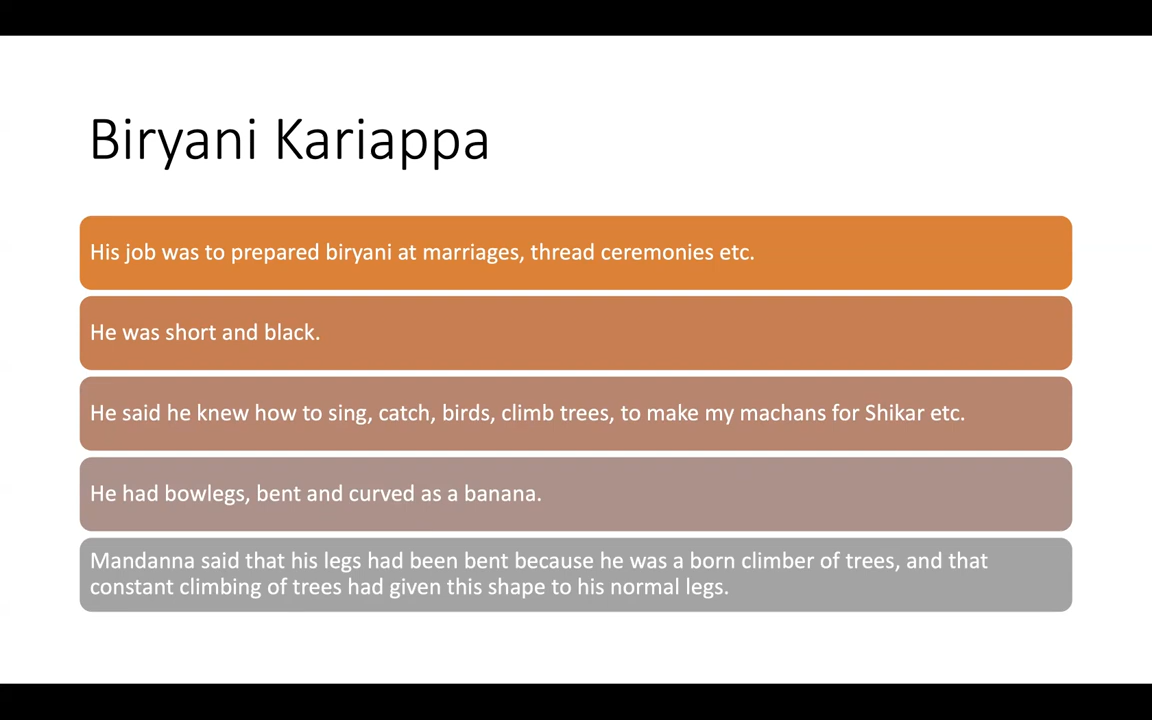 Biryani Kariappa
His job was to prepared biryani at marriages, thread ceremonies etc.
He was short and black.
He said he knew how to sing, catch, birds, climb trees, to make my machans for Shikar etc.
He had bowlegs, bent and curved as a banana.
Mandanna said that his legs had been bent because he was a born climber of trees, and that
constant climbing of trees had given this shape to his normal legs.